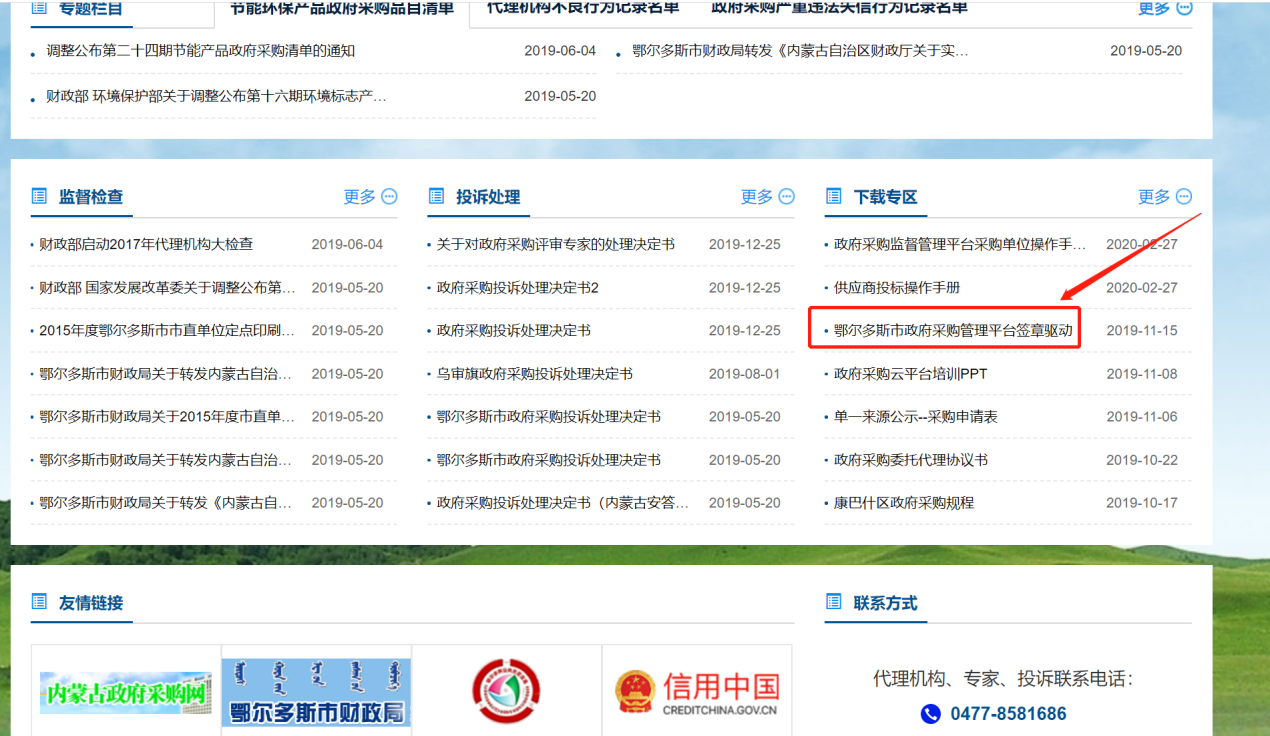 专题栏目
节能环保产品政府采购品目清单
代理机构不良行为记录名单
政府采购严重违法失信行为记录名单
更多
调整公布第二十四期节能产品政府采购清单的通知 2019-06-04
鄂尔多斯市财政局转发《内蒙古自治区财政厅关于实… 2019-05-20
财政部 环境保护部关于调整公布第十六期环境标志产… 2019-05-20
监督检查 更多
财政部启动2017年代理机构大检查 2019-06-04
财政部 国家发展改革委关于调整公布第… 2019-05-20
2015年度鄂尔多斯市市直单位定点印刷… 2019-05-20
鄂尔多斯市财政局关于转发内蒙古自治… 2019-05-20
鄂尔多斯市财政局关于2015年度市直单… 2019-05-20
鄂尔多斯市财政局关于转发内蒙古自治… 2019-05-20
鄂尔多斯市财政局关于转发《内蒙古自… 2019-05-20
投诉处理 更多
关于对政府采购评审专家的处理决定书 2019-12-25
政府采购投诉处理决定书2 2019-12-25
政府采购投诉处理决定书 2019-12-25
乌审旗政府采购投诉处理决定书 2019-08-01
鄂尔多斯市政府采购投诉处理决定书 2019-05-20
鄂尔多斯市政府采购投诉处理决定书 2019-05-20
政府采购投诉处理决定书（内蒙古安答… 2019-05-20
下载专区 更多
政府采购监督管理平台采购单位操作手… 2020-02-27
供应商投标操作手册 2020-02-27
鄂尔多斯市政府采购管理平台签章驱动 2019-11-15
政府采购云平台培训PPT 2019-11-08
单一来源公示--采购申请表 2019-11-06
政府采购委托代理协议书 2019-10-22
康巴什区政府采购规程 2019-10-17
友情链接
内蒙古政府采购网
鄂尔多斯市财政局
信用中国
CREDITCHINA.GOV.CN
联系方式
代理机构、专家、投诉联系电话：
0477-8581686